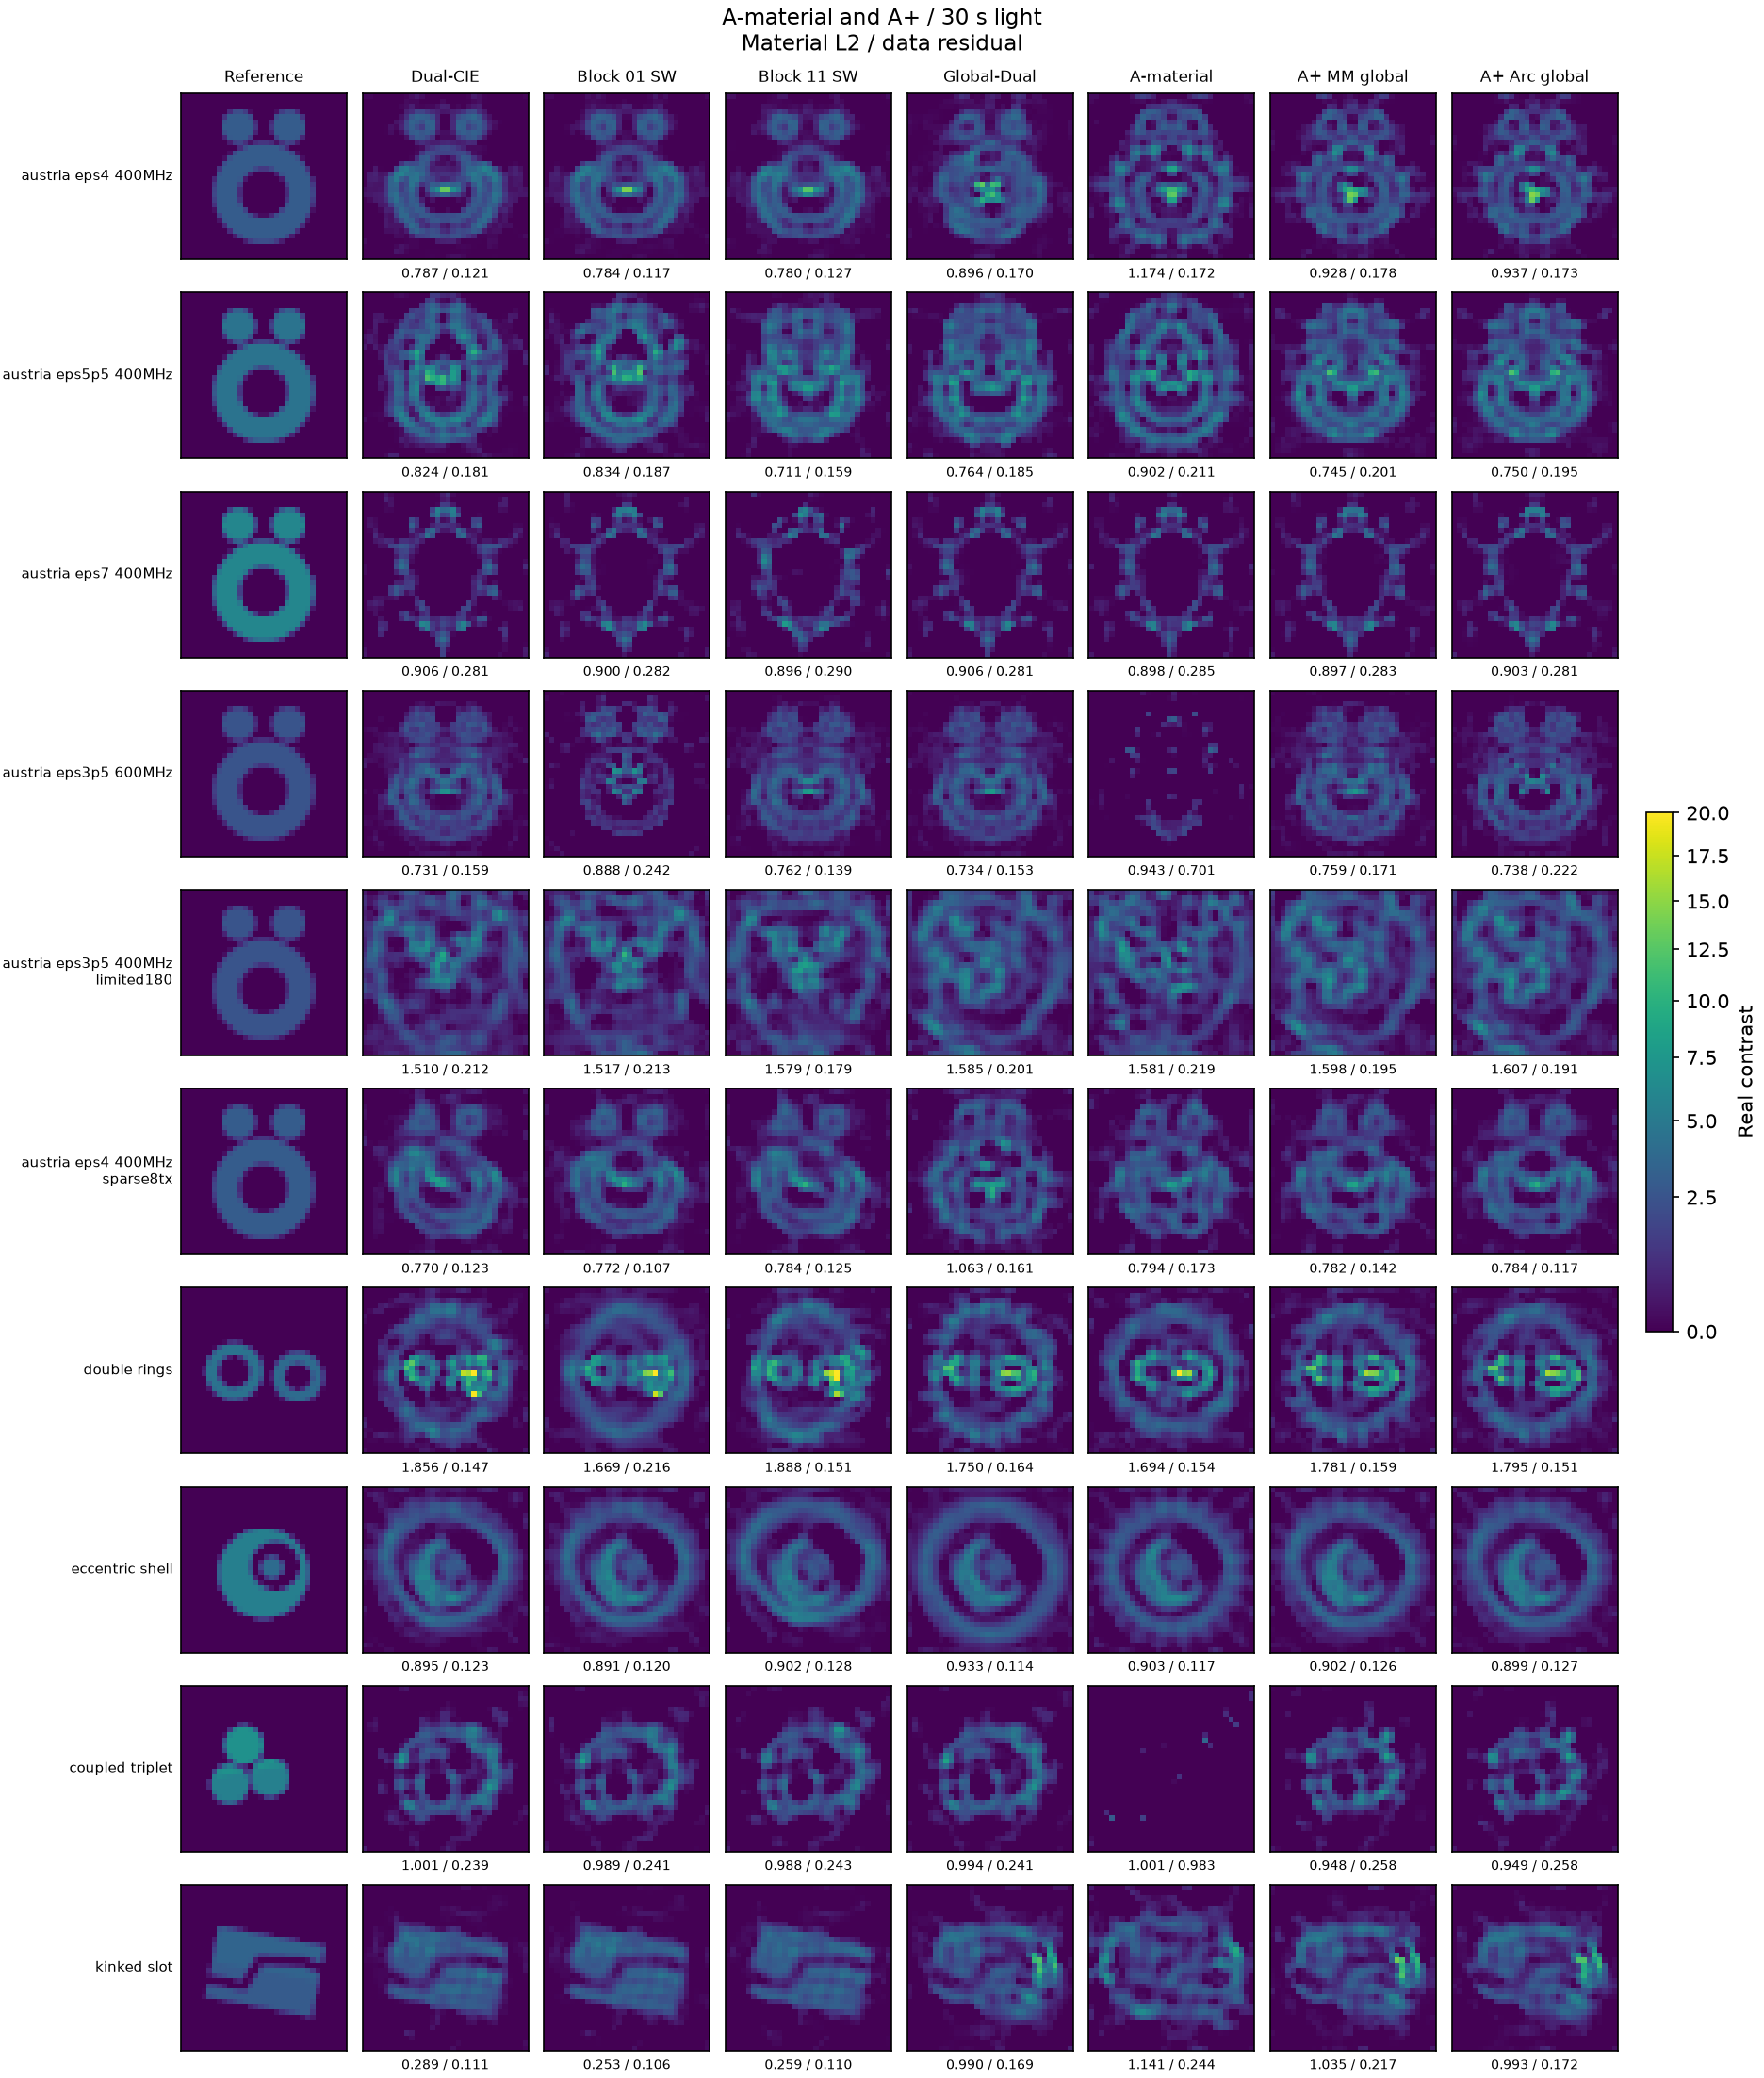 A-material and A+ / 30 s light
Material L2 / data residual
Reference Dual-CIE Block 01 SW Block 11 SW Global-Dual A-material A+ MM global A+ Arc global
austria eps4 400MHz
0.787 / 0.121 0.784 / 0.117 0.780 / 0.127 0.896 / 0.170 1.174 / 0.172 0.928 / 0.178 0.937 / 0.173
austria eps5p5 400MHz
0.824 / 0.181 0.834 / 0.187 0.711 / 0.159 0.764 / 0.185 0.902 / 0.211 0.745 / 0.201 0.750 / 0.195
austria eps7 400MHz
0.906 / 0.281 0.900 / 0.282 0.896 / 0.290 0.906 / 0.281 0.898 / 0.285 0.897 / 0.283 0.903 / 0.281
austria eps3p5 600MHz
0.731 / 0.159 0.888 / 0.242 0.762 / 0.139 0.734 / 0.153 0.943 / 0.701 0.759 / 0.171 0.738 / 0.222
austria eps3p5 400MHz
limited180
1.510 / 0.212 1.517 / 0.213 1.579 / 0.179 1.585 / 0.201 1.581 / 0.219 1.598 / 0.195 1.607 / 0.191
austria eps4 400MHz
sparse8tx
0.770 / 0.123 0.772 / 0.107 0.784 / 0.125 1.063 / 0.161 0.794 / 0.173 0.782 / 0.142 0.784 / 0.117
double rings
1.856 / 0.147 1.669 / 0.216 1.888 / 0.151 1.750 / 0.164 1.694 / 0.154 1.781 / 0.159 1.795 / 0.151
eccentric shell
0.895 / 0.123 0.891 / 0.120 0.902 / 0.128 0.933 / 0.114 0.903 / 0.117 0.902 / 0.126 0.899 / 0.127
coupled triplet
1.001 / 0.239 0.989 / 0.241 0.988 / 0.243 0.994 / 0.241 1.001 / 0.983 0.948 / 0.258 0.949 / 0.258
kinked slot
0.289 / 0.111 0.253 / 0.106 0.259 / 0.110 0.990 / 0.169 1.141 / 0.244 1.035 / 0.217 0.993 / 0.172
20.0
17.5
15.0
12.5
10.0
7.5
5.0
2.5
0.0
Real contrast